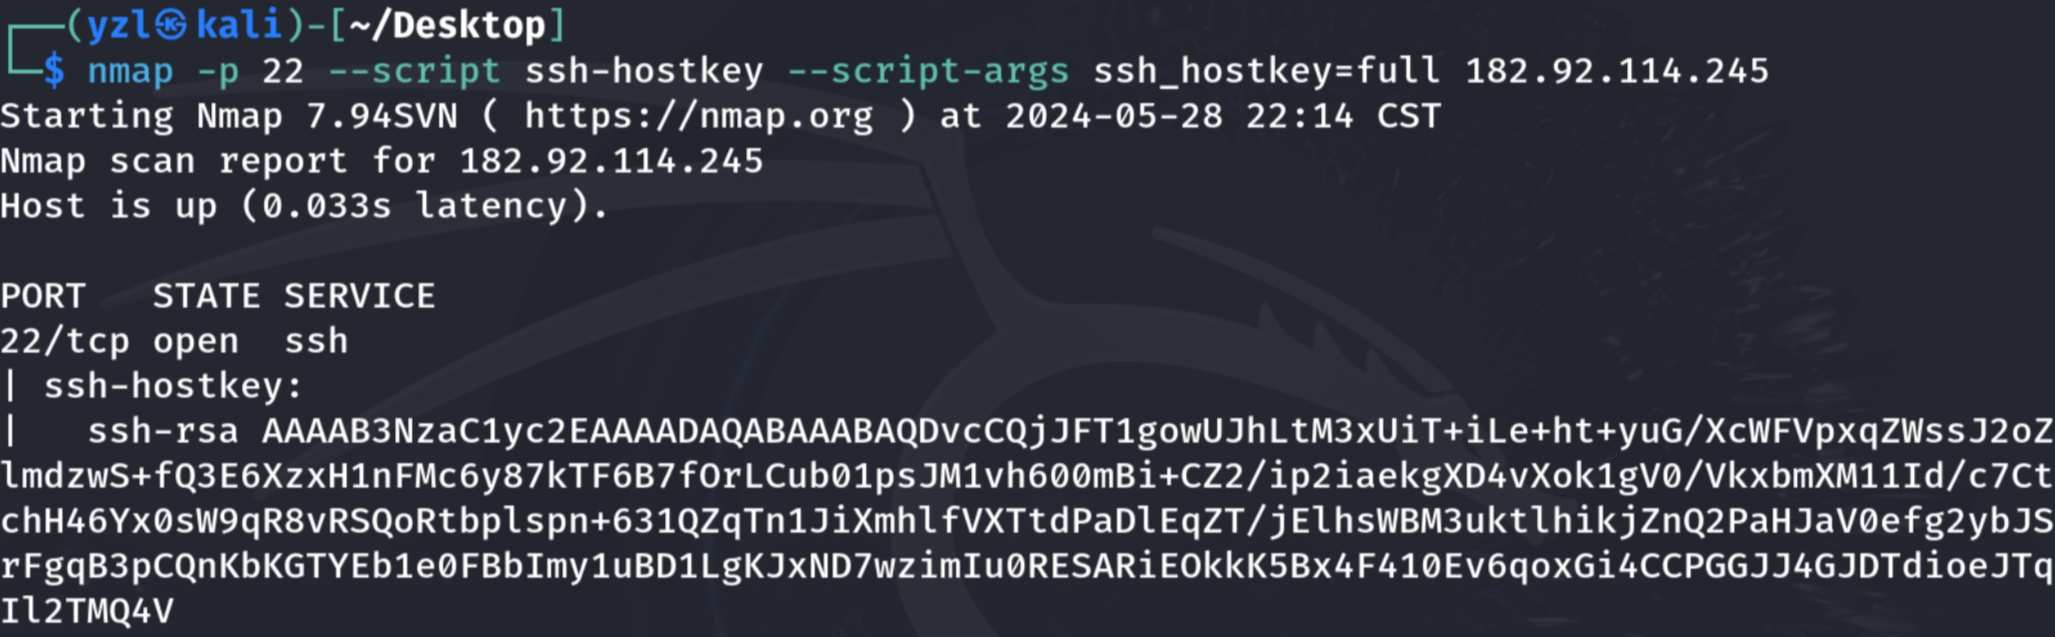 ┌──(yzl㉿kali)-[~/Desktop]
└─$ nmap -p 22 --script ssh-hostkey --script-args ssh_hostkey=full 182.92.114.245
Starting Nmap 7.94SVN ( https://nmap.org ) at 2024-05-28 22:14 CST
Nmap scan report for 182.92.114.245
Host is up (0.033s latency).

PORT   STATE SERVICE
22/tcp open  ssh
| ssh-hostkey:
|   ssh-rsa AAAAB3NzaC1yc2EAAAADAQABAAABAQDvcCQjJFT1gowUJhLtM3xUiT+iLe+ht+yuG/XcWFVpxqZWssJ2oZ
lmdzwS+fQ3E6XzxH1nFMc6y87kTF6B7fOrLCub01psJM1vh600mBi+CZ2/ip2iaekgXD4vXok1gV0/VkxbmXM11Id/c7Ct
chH46Yx0sW9qR8vRSQoRtbplspn+631QZqTn1JiXmhlfVXTtdPaDlEqZT/jElhsWBM3uktlhikjZnQ2PaHJaV0efg2ybJS
rFgqB3pCQnKbKGTYEb1e0FBbImy1uBD1LgKJxND7wzimIu0RESARiEOkkK5Bx4F410Ev6qoxGi4CCPGGJJ4GJDTdioeJTq
Il2TMQ4V